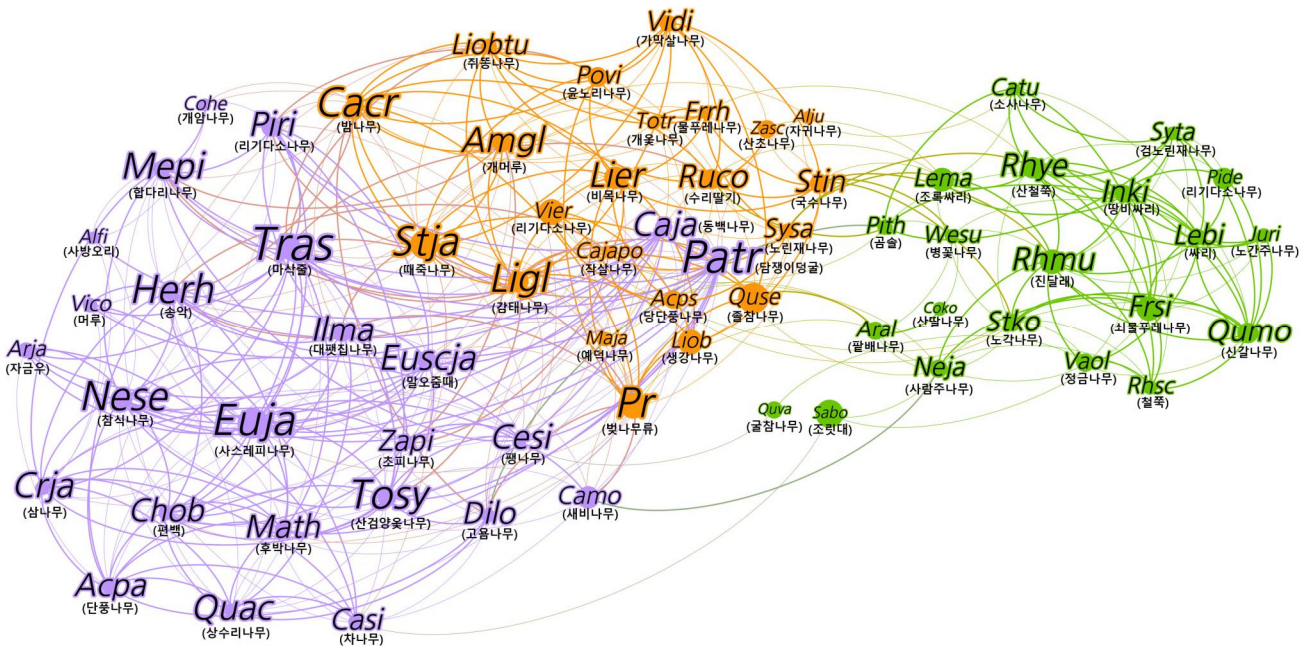 Vidi
(가막살나무)
Liobtu
(쥐똥나무)
Povi
(윤노리나무)
Catu
(소사나무)
Cacr
(밤나무)
Cohe
(개암나무)
Piri
(리기다소나무)
Totr
(개옻나무)
Frrh
(물푸레나무)
Alju
(자귀나무)
Zasc
(산초나무)
Syta
(검노린재나무)
Amgl
(개머루)
Mepi
(합다리나무)
Lier
(비목나무)
Ruco
(수리딸기)
Stin
(국수나무)
Lema
(조록싸리)
Rhye
(산철쭉)
Inki
(땅비싸리)
Pide
(리기다소나무)
Alfi
(사방오리)
Tras
(마삭줄)
Stja
(때죽나무)
Vier
(리기다소나무)
Caja (동백나무)
Sysa
(노린재나무)
Pith
(곰솔)
Wesu
(병꽃나무)
Lebi
(싸리)
Juri
(노간주나무)
Cajapo
(작살나무)
Patr
(담쟁이덩굴)
Rhmu
(진달래)
Herh
(송악)
Ligl
(감태나무)
Vico
(머루)
Acps
(당단풍나무)
Quse
(졸참나무)
Coko
(산딸나무)
Stko
(노각나무)
Frsi
(쇠물푸레나무)
Qumo
(신갈나무)
Ilma
(대팻집나무)
Maja
(예덕나무)
Liob
(생강나무)
Aral
(팥배나무)
Arja
(자금우)
Euscja
(말오줌때)
Neja
(사람주나무)
Vaol
(정금나무)
Rhsc
(철쭉)
Nese
(참식나무)
Pr
(벚나무류)
Quva
(굴참나무)
Sabo
(조릿대)
Euja
(사스레피나무)
Zapi
(초피나무)
Cesi
(팽나무)
Crja
(삼나무)
Chob
(편백)
Math
(후박나무)
Tosy
(산검양옻나무)
Dilo
(고욤나무)
Camo
(새비나무)
Acpa
(단풍나무)
Quac
(상수리나무)
Casi
(차나무)